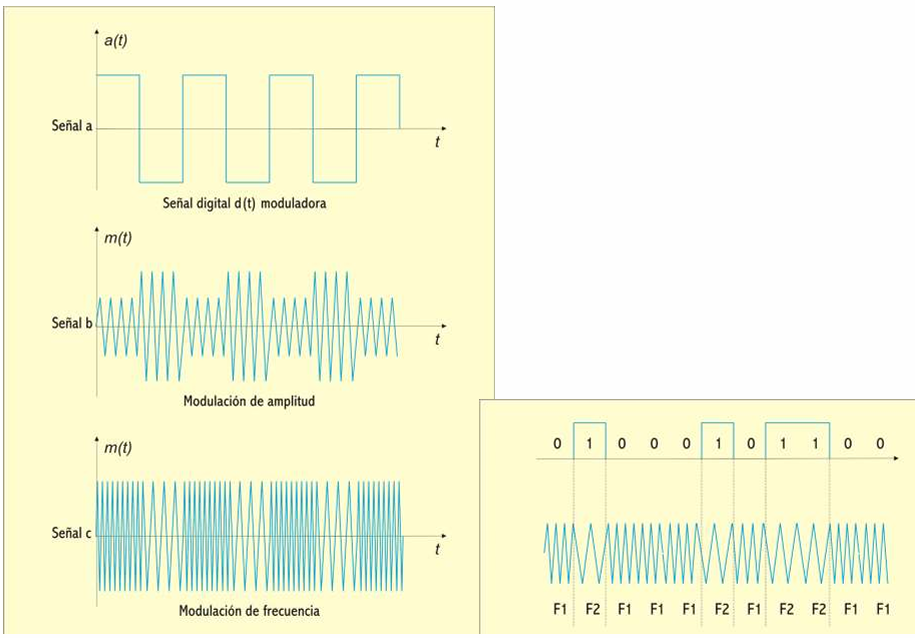 a(t)
Señal a
t
Señal digital d(t) moduladora
m(t)
Señal b
t
Modulación de amplitud
m(t)
Señal c
t
Modulación de frecuencia
0 1 0 0 0 1 0 1 1 0 0
F1 F2 F1 F1 F1 F2 F1 F2 F2 F1 F1